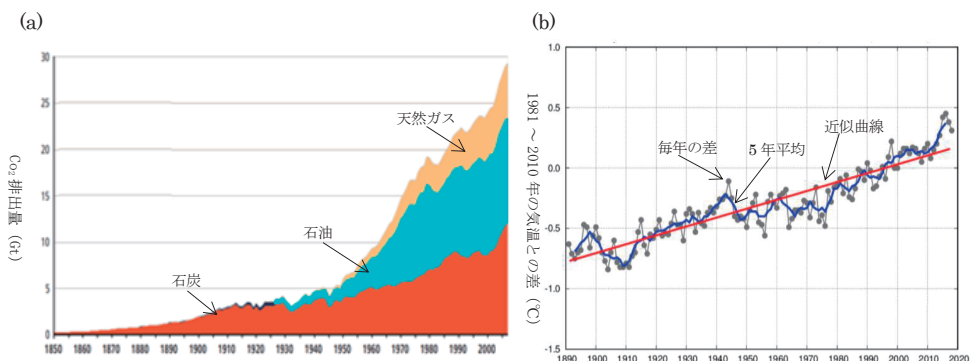 (a)
Co₂ 排出量 (Gt)
30
25
20
15
10
5
0
天然ガス
石油
石炭
1850 1860 1870 1880 1890 1900 1910 1920 1930 1940 1950 1960 1970 1980 1990 2000
(b)
1981 ～ 2010 年の気温との差 (℃)
1.0
0.5
0.0
-0.5
-1.0
-1.5
毎年の差
5 年平均
近似曲線
1890 1900 1910 1920 1930 1940 1950 1960 1970 1980 1990 2000 2010 2020